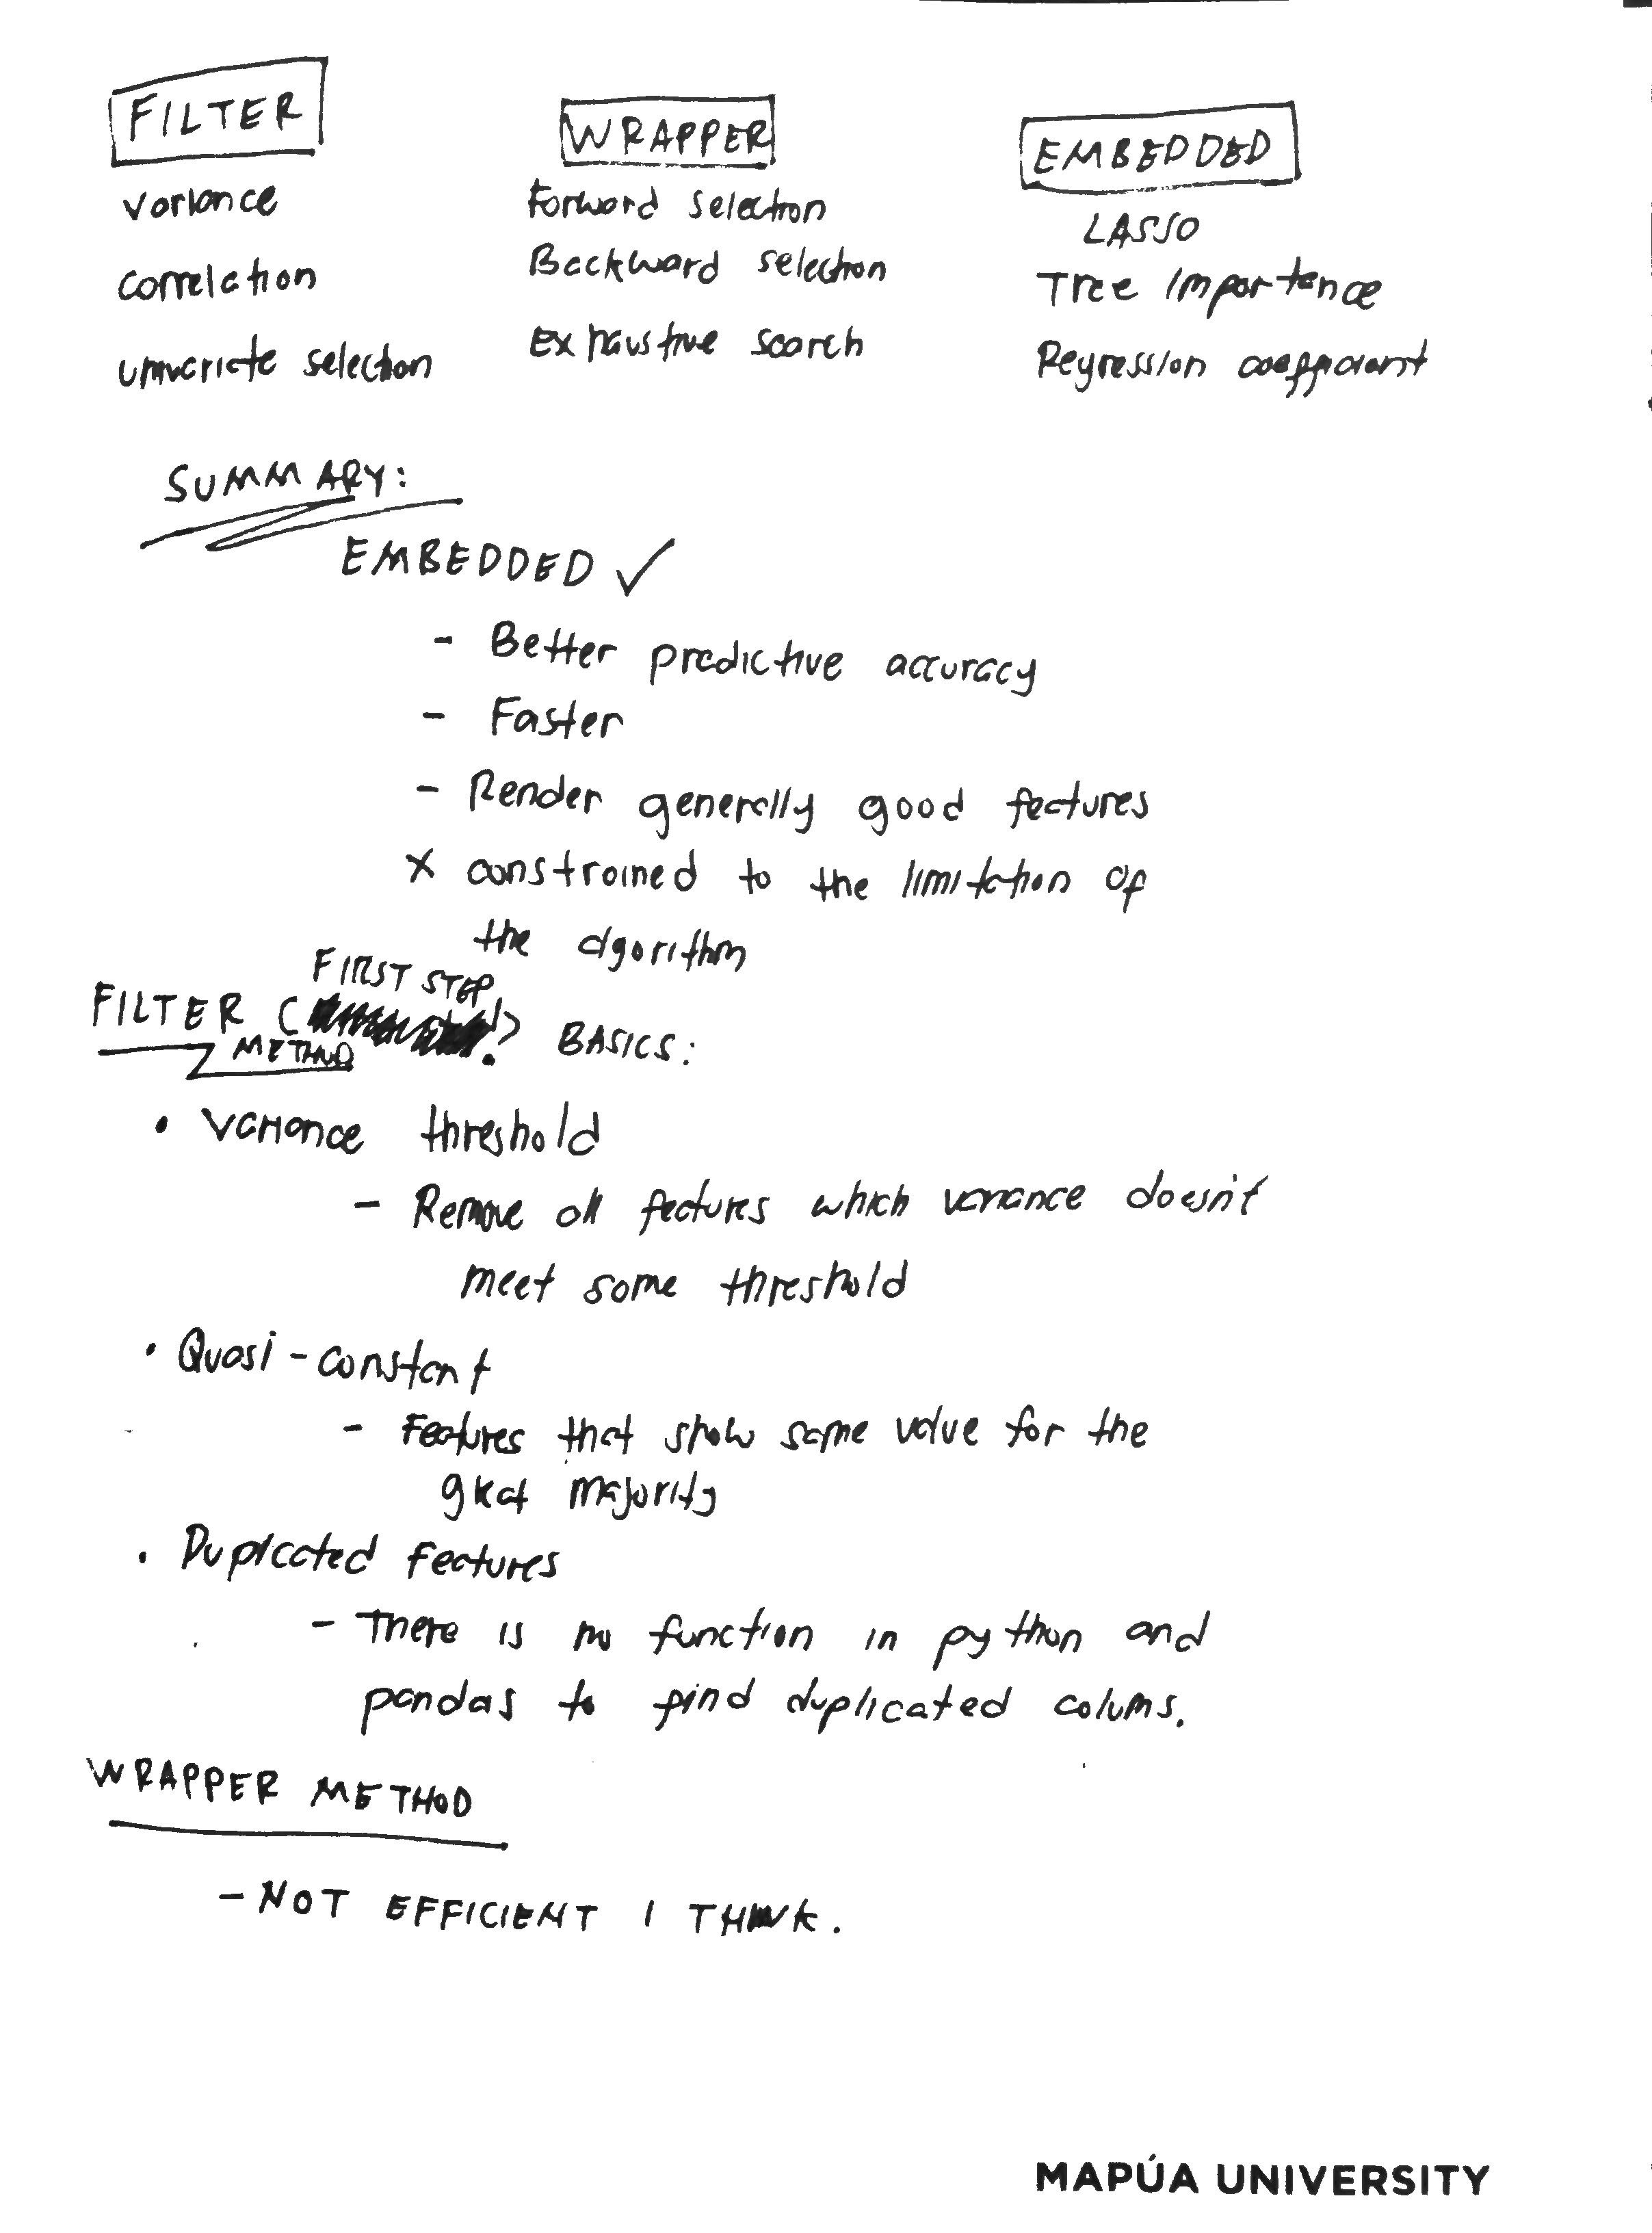 FILTER WRAPPER EMBEDDED
variance Forward selection LASSO
correlation Backward selection Tree importance
univariate selection Exhaustive search Regression coefficient
SUMMARY:
EMBEDDED ✓
- Better predictive accuracy
- Faster
- Render generally good features
x constrained to the limitation of
the algorithm
FIRST STEP
FILTER ( !) BASICS:
METHOD
• Variance threshold
- Remove all features which variance doesn't
meet some threshold
• Quasi-constant
- Features that show same value for the
great majority
• Duplicated features
- There is no function in python and
pandas to find duplicated colums.
WRAPPER METHOD
- NOT EFFICIENT I THINK.
MAPÚA UNIVERSITY